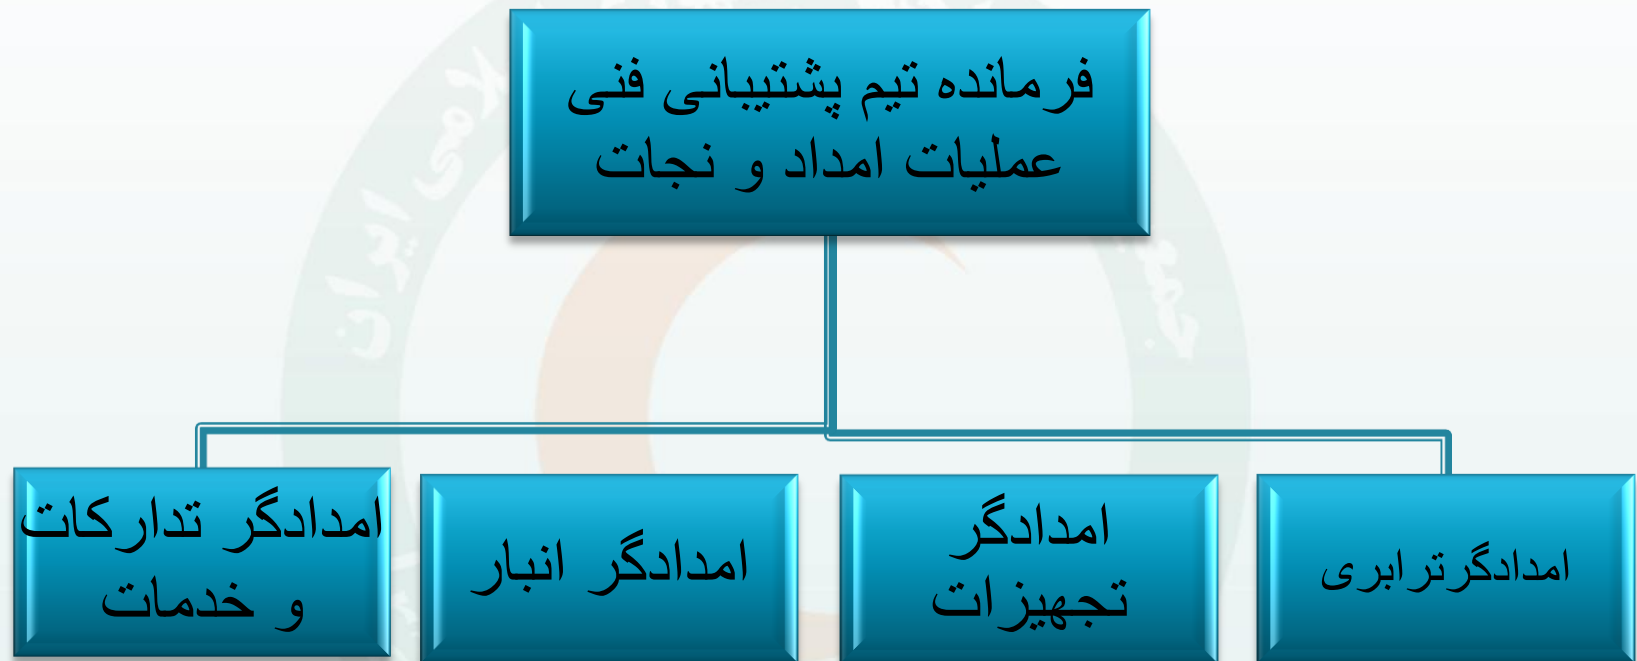 فرمانده تیم پشتیبانی فنی
عملیات امداد و نجات
امدادگرترابری
امدادگر
تجهیزات
امدادگر انبار
امدادگر تدارکات
و خدمات